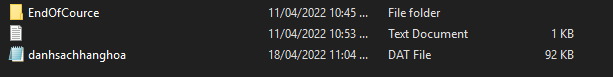 EndOfCource 11/04/2022 10:45 ... File folder
11/04/2022 10:53 ... Text Document 1 KB
danhsachhanghoa 18/04/2022 11:04 ... DAT File 92 KB